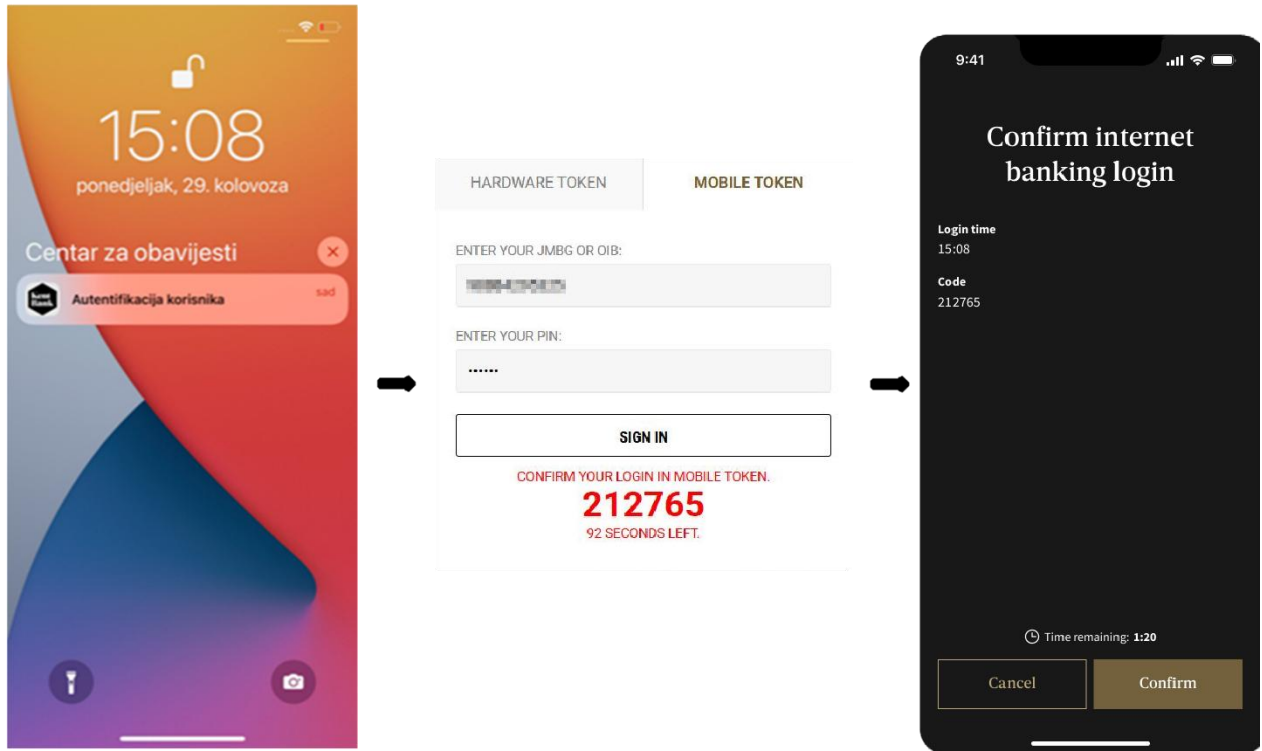 15:08
ponedjeljak, 29. kolovoza
Centar za obavijesti
Kent
Bank
Autentifikacija korisnika
sad
HARDWARE TOKEN
MOBILE TOKEN
ENTER YOUR JMBG OR OIB:
ENTER YOUR PIN:
......
SIGN IN
CONFIRM YOUR LOGIN IN MOBILE TOKEN.
212765
92 SECONDS LEFT.
9:41
Confirm internet
banking login
Login time
15:08
Code
212765
Time remaining: 1:20
Cancel
Confirm